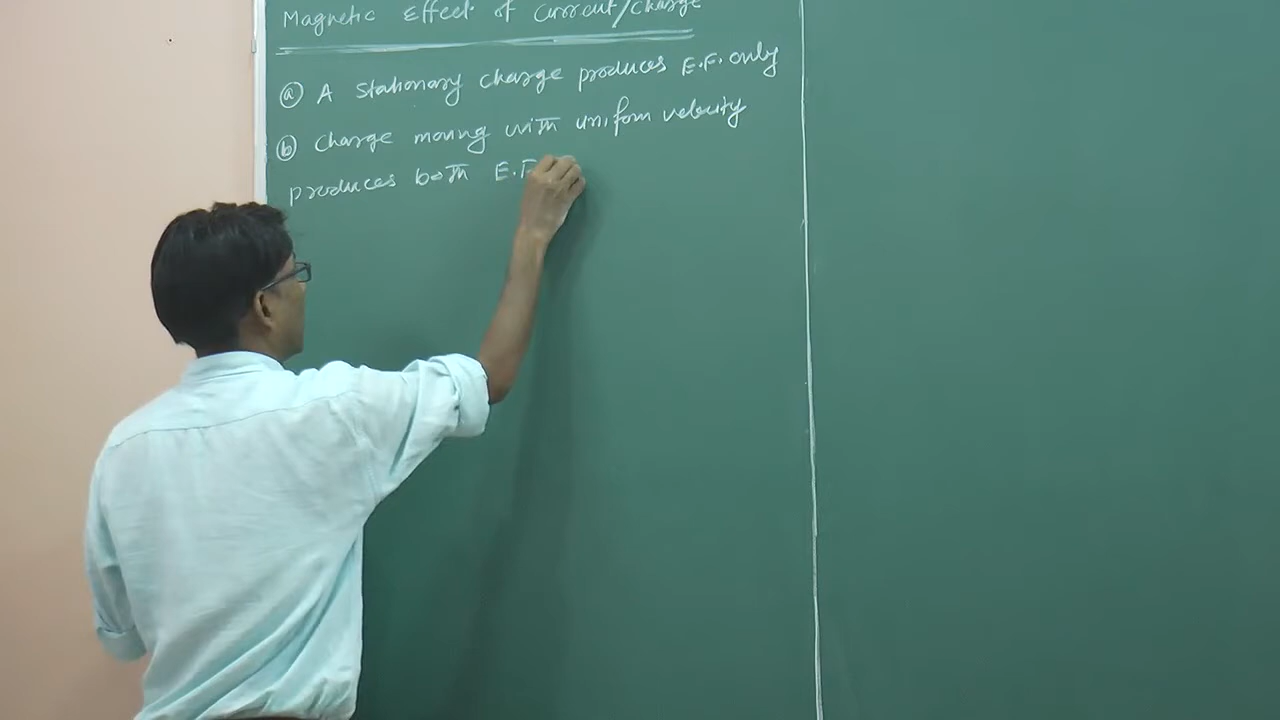 Magnetic Effect of Current/Charge
(a) A stationary charge produces E.F. only
(b) Charge moving with uniform velocity
produces both E.F